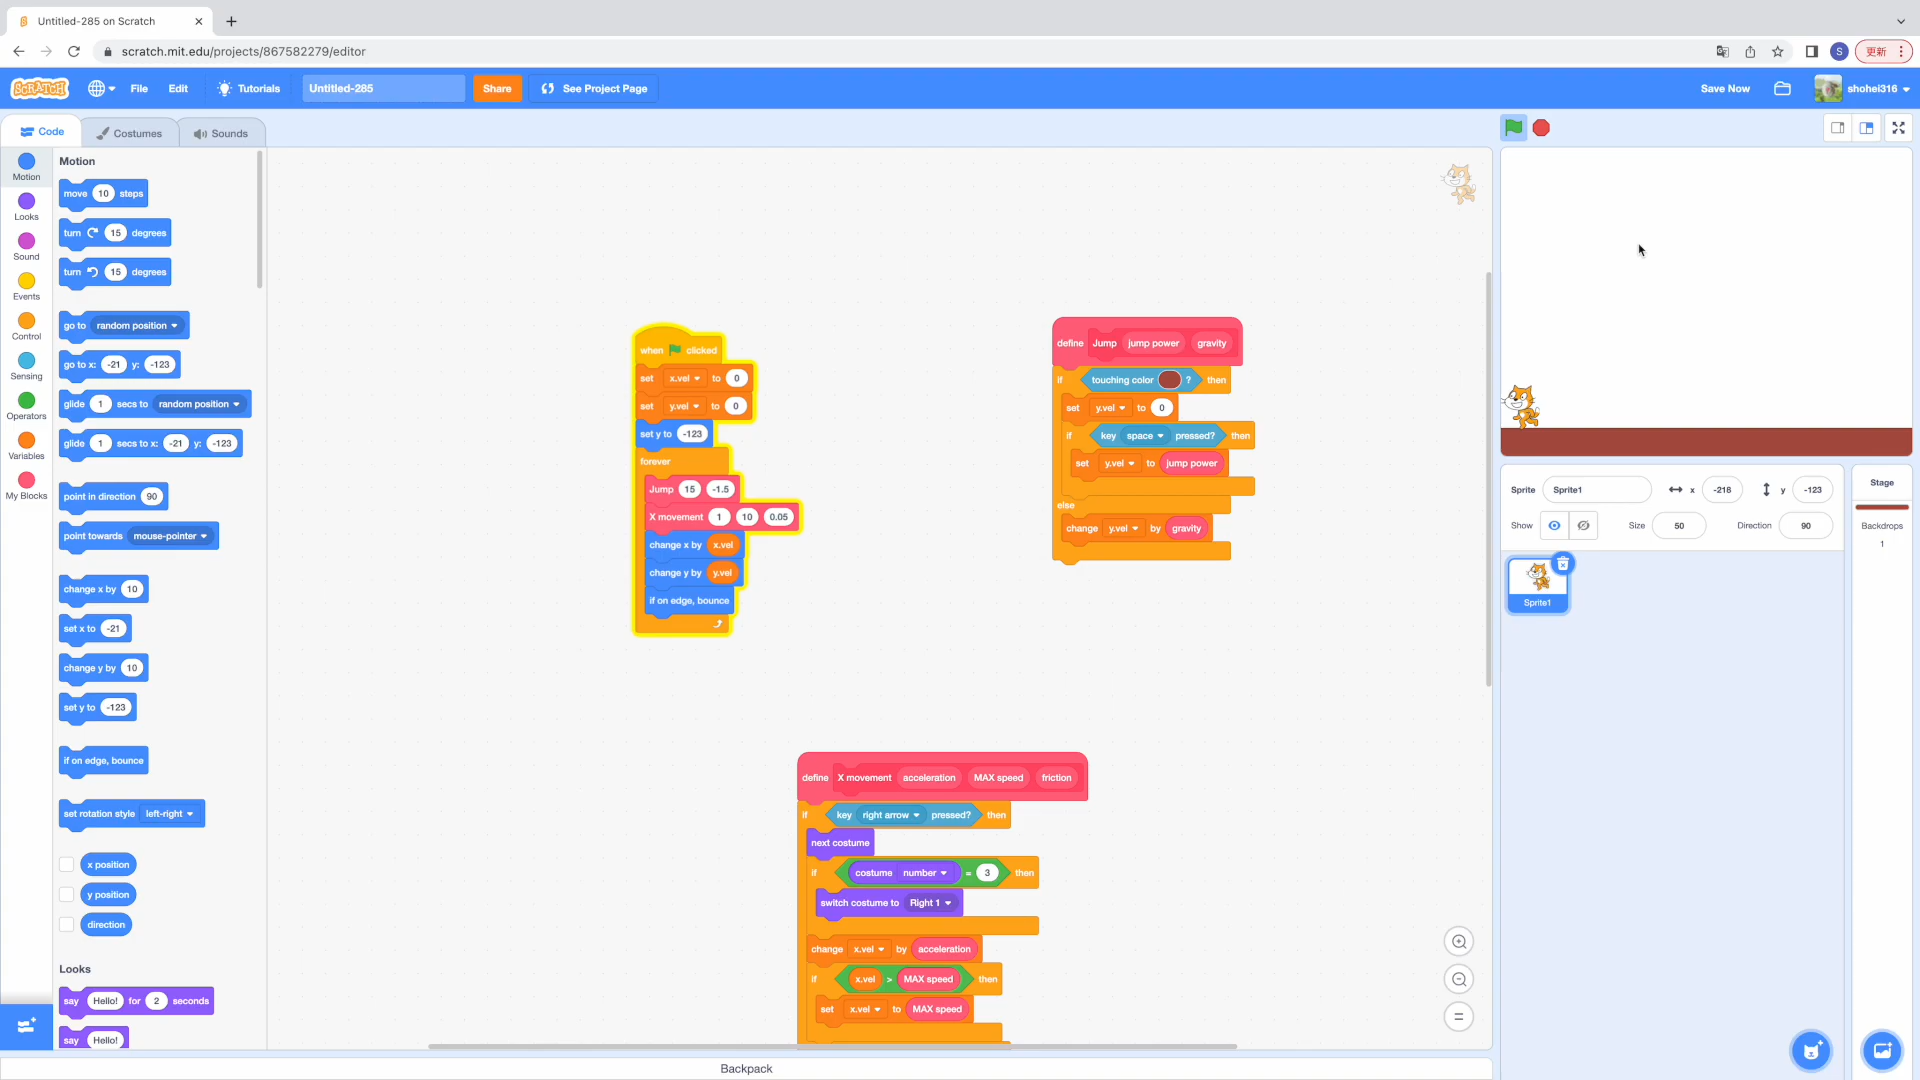 Untitled-285 on Scratch
scratch.mit.edu/projects/867582279/editor
S
更新
SCRATCH
File
Edit
Tutorials
Untitled-285
Share
See Project Page
Save Now
shohei316
Code
Costumes
Sounds
Motion
Looks
Sound
Events
Control
Sensing
Operators
Variables
My Blocks
Motion
move 10 steps
turn 15 degrees
turn 15 degrees
go to random position
go to x: -21 y: -123
glide 1 secs to random position
glide 1 secs to x: -21 y: -123
point in direction 90
point towards mouse-pointer
change x by 10
set x to -21
change y by 10
set y to -123
if on edge, bounce
set rotation style left-right
x position
y position
direction
Looks
say Hello! for 2 seconds
say Hello!
when clicked
set x.vel to 0
set y.vel to 0
set y to -123
forever
Jump 15 -1.5
X movement 1 10 0.05
change x by x.vel
change y by y.vel
if on edge, bounce
define Jump jump power gravity
if touching color ? then
set y.vel to 0
if key space pressed? then
set y.vel to jump power
else
change y.vel by gravity
define X movement acceleration MAX speed friction
if key right arrow pressed? then
next costume
if costume number = 3 then
switch costume to Right 1
change x.vel by acceleration
if x.vel > MAX speed then
set x.vel to MAX speed
Sprite Sprite1 x -218 y -123
Show Size 50 Direction 90
Sprite1
Stage
Backdrops
1
Backpack